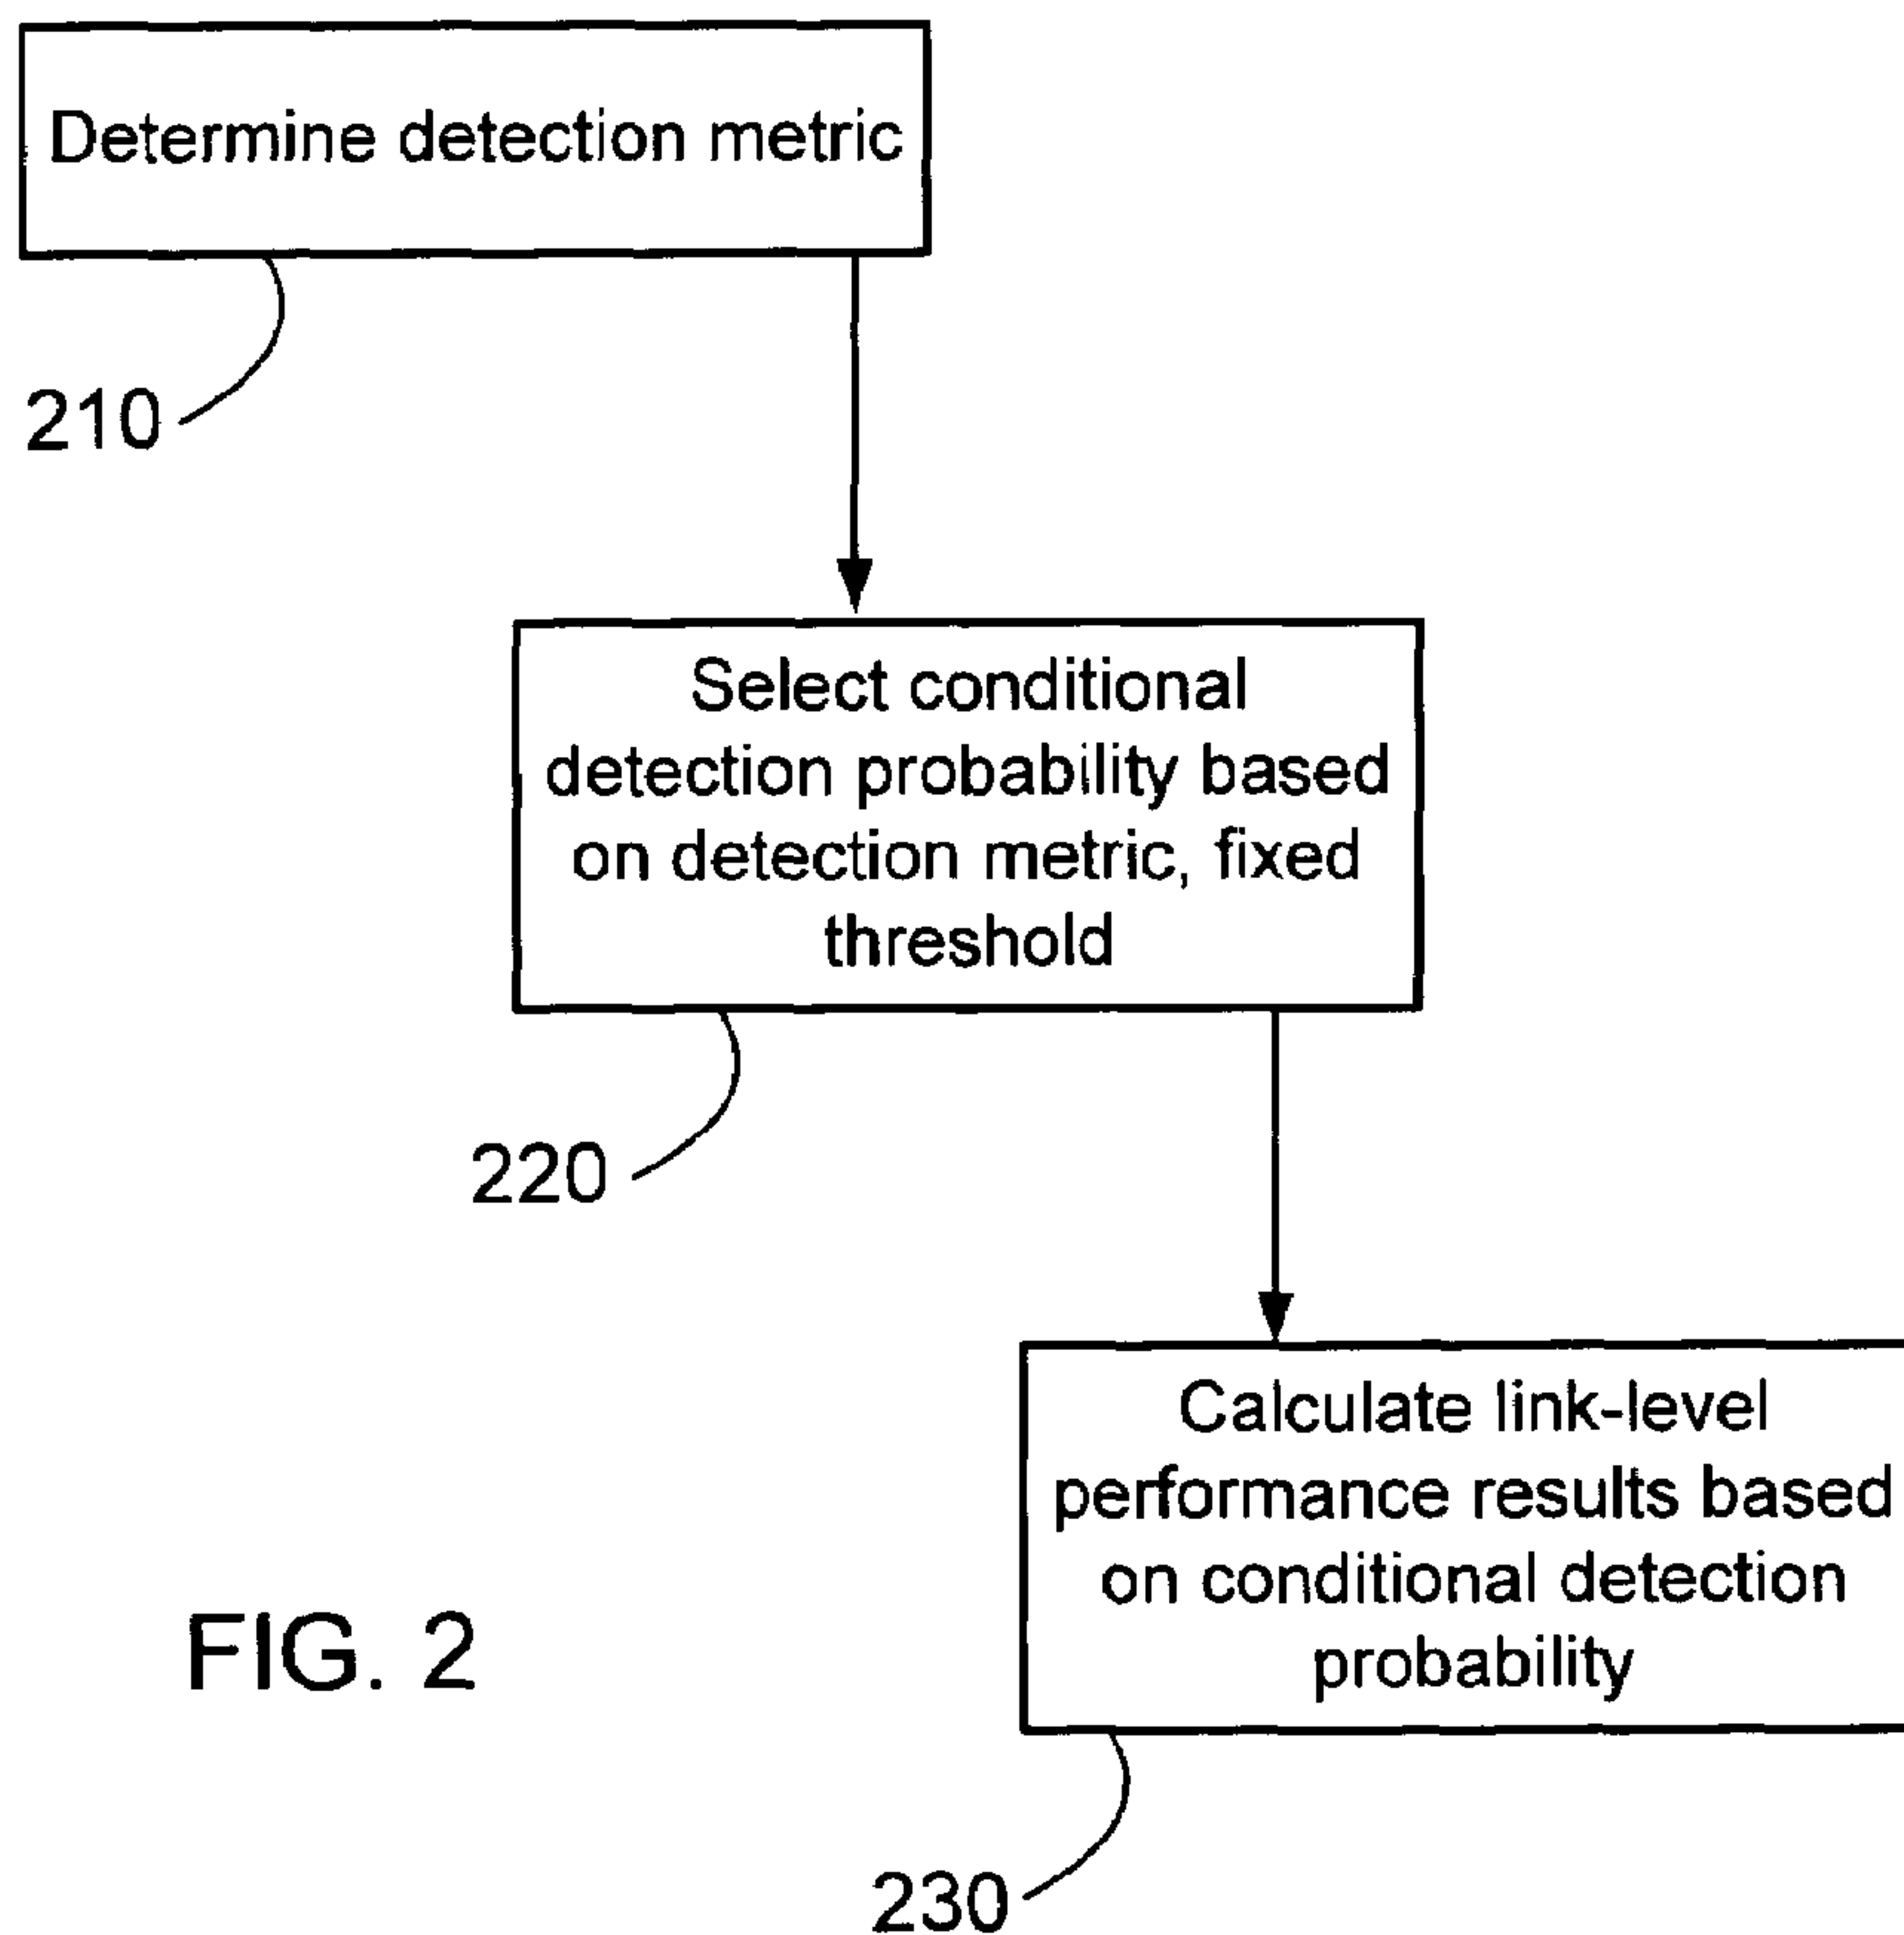 Determine detection metric
210
Select conditional
detection probability based
on detection metric, fixed
threshold
220
Calculate link-level
performance results based
on conditional detection
probability
FIG. 2
230